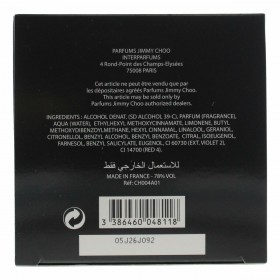 PARFUMS JIMMY CHOO
INTERPARFUMS
4 Rond-Point des Champs-Elysées
75008 PARIS
Cet article ne peut être vendu que par
les dépositaires agréés Parfums Jimmy Choo
This article may be sold only by
Parfums Jimmy Choo
authorized dealers.
INGREDIENTS : ALCOHOL DENAT. (SD ALCOHOL 39-C), PARFUM (FRAGRANCE),
AQUA (WATER), ETHYLHEXYL METHOXYCINNAMATE, LIMONENE, BUTYL
METHOXYDIBENZOYLMETHANE, HEXYL CINNAMAL, LINALOOL, GERANIOL,
CITRONELLOL, BENZYL ALCOHOL, CITRAL, EUGENOL, ISOEUGENOL,
FARNESOL, BENZYL SALICYLATE, CI 60730 (EXT. VIOLET 2),
CI 14700 (RED 4).
للاستعمال الخارجي فقط
MADE IN FRANCE - 78% VOL
Réf: CH004A01
3 386460 048118
05J26J092